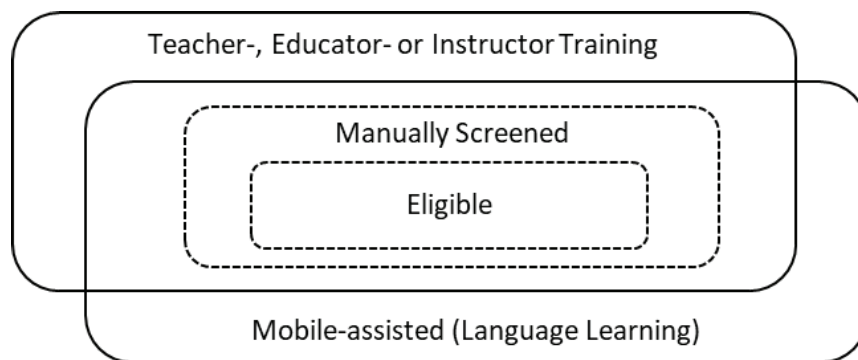 Teacher-, Educator- or Instructor Training
Manually Screened
Eligible
Mobile-assisted (Language Learning)